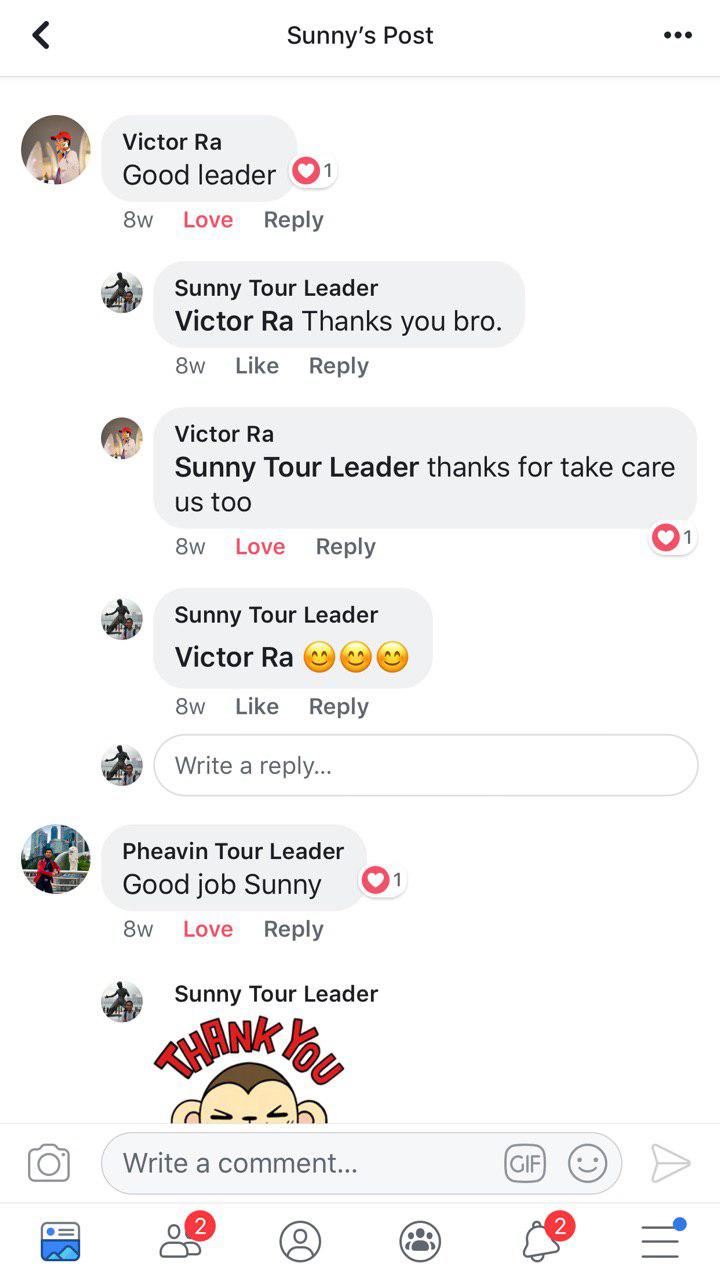 Sunny's Post
Victor Ra
Good leader
1
8w Love Reply
Sunny Tour Leader
Victor Ra Thanks you bro.
8w Like Reply
Victor Ra
Sunny Tour Leader thanks for take care
us too
1
8w Love Reply
Sunny Tour Leader
Victor Ra 😊😊😊
8w Like Reply
Write a reply...
Pheavin Tour Leader
Good job Sunny
1
8w Love Reply
Sunny Tour Leader
THANK YOU
Write a comment...
GIF
2
2